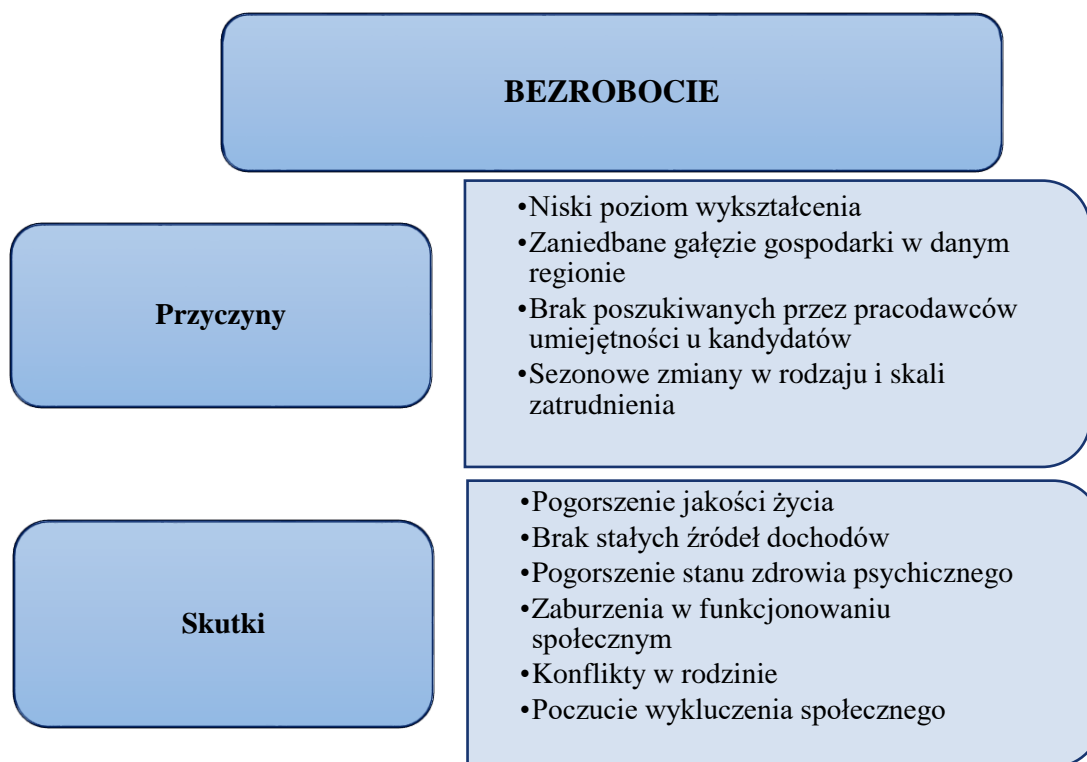 BEZROBOCIE
Przyczyny
•Niski poziom wykształcenia
•Zaniedbane gałęzie gospodarki w danym
regionie
•Brak poszukiwanych przez pracodawców
umiejętności u kandydatów
•Sezonowe zmiany w rodzaju i skali
zatrudnienia
Skutki
•Pogorszenie jakości życia
•Brak stałych źródeł dochodów
•Pogorszenie stanu zdrowia psychicznego
•Zaburzenia w funkcjonowaniu
społecznym
•Konflikty w rodzinie
•Poczucie wykluczenia społecznego